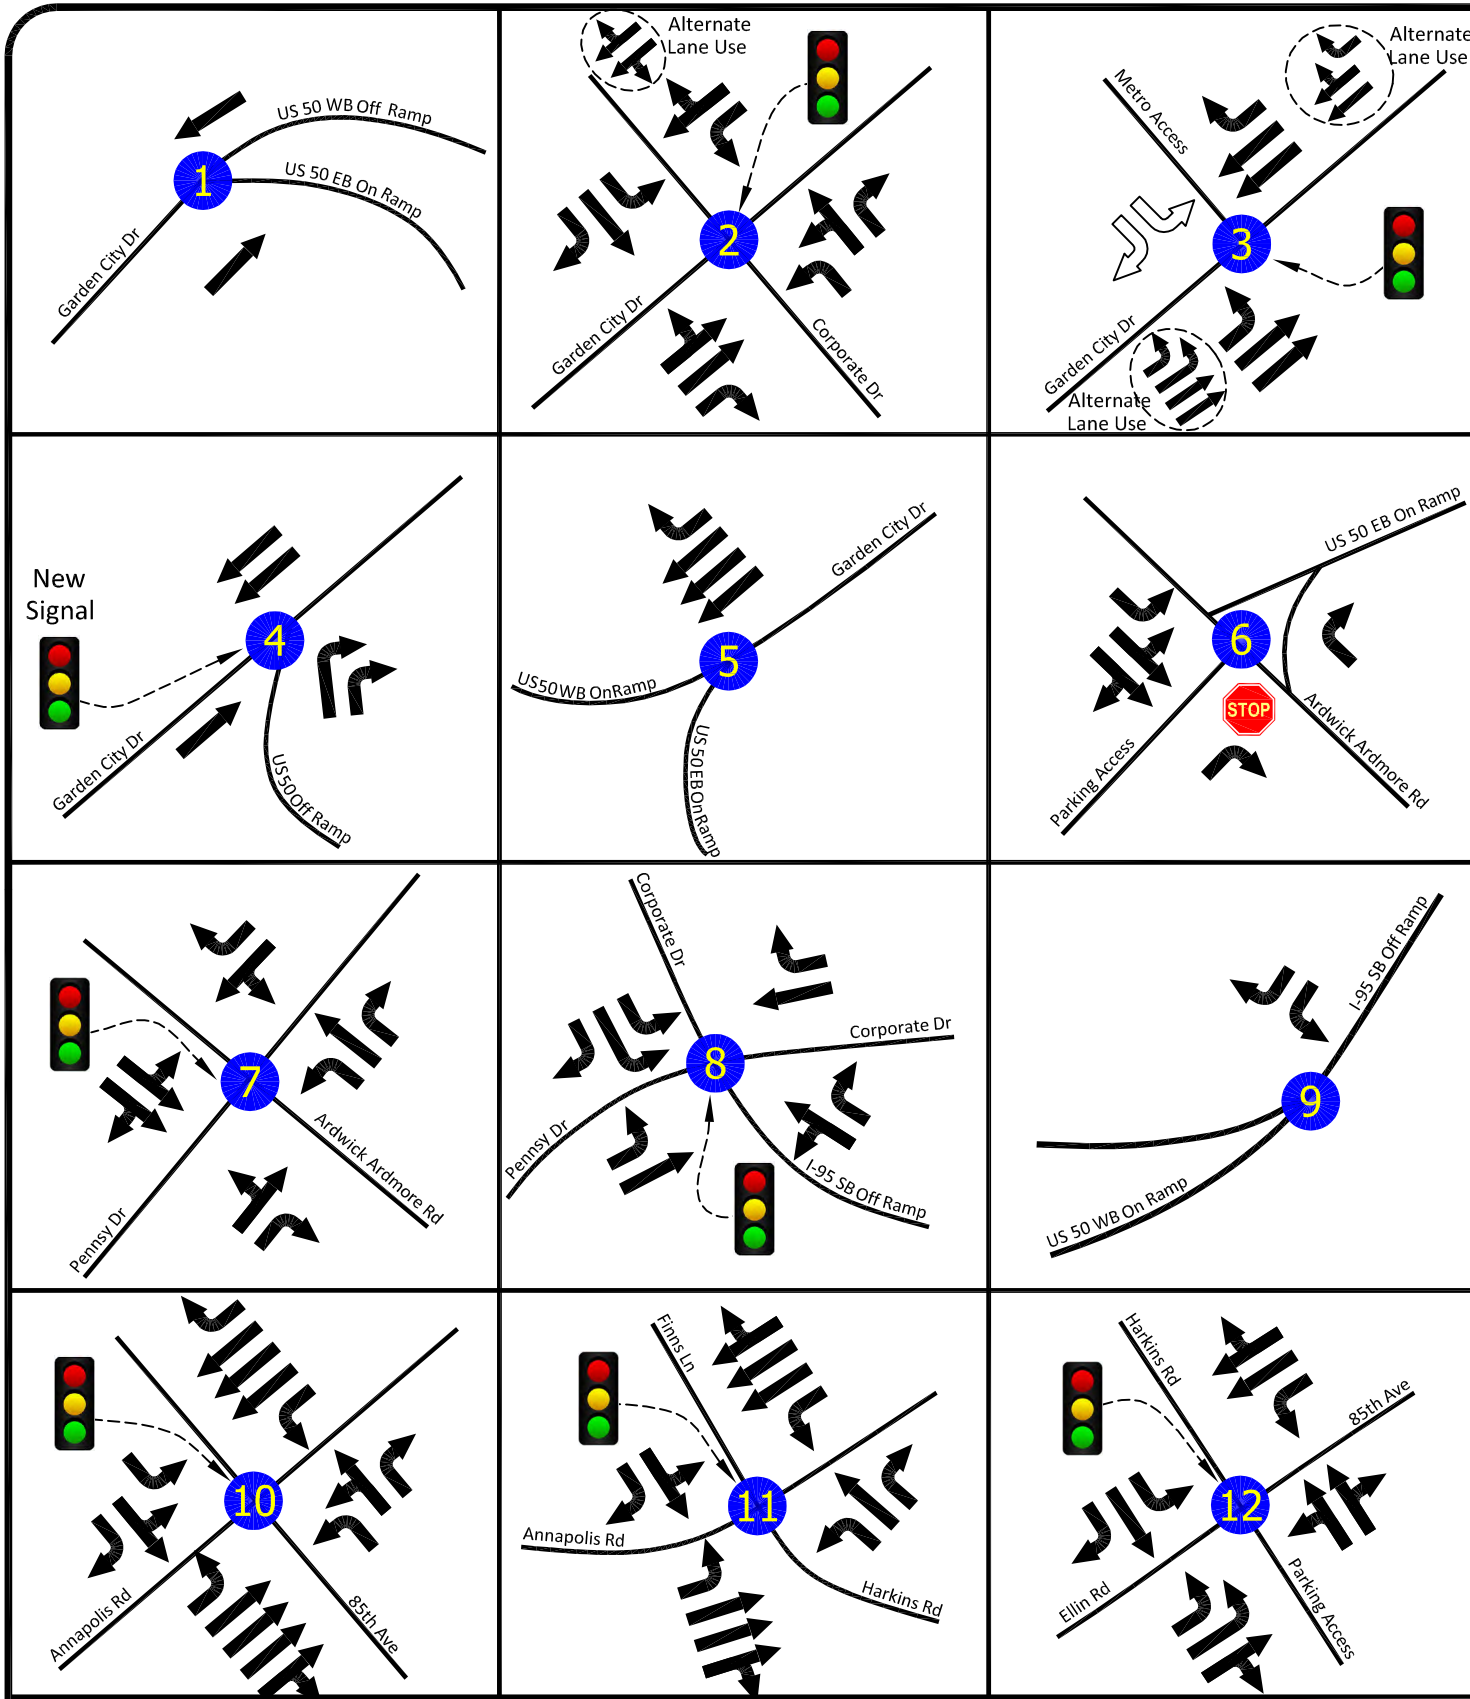 US 50 WB Off Ramp
US 50 EB On Ramp
1
Garden City Dr
Alternate
Lane Use
2
Garden City Dr
Corporate Dr
Alternate
Lane Use
Metro Access
3
Garden City Dr
Alternate
Lane Use
New
Signal
4
Garden City Dr
US50Off Ramp
Garden City Dr
5
US50WB OnRamp
US50EBOnRamp
US 50 EB On Ramp
6
STOP
Parking Access
Ardwick Ardmore Rd
7
Ardwick Ardmore Rd
Pennsy Dr
Corporate Dr
Corporate Dr
8
Pennsy Dr
I-95 SB Off Ramp
I-95 SB Off Ramp
9
US 50 WB On Ramp
10
Annapolis Rd
85th Ave
Finns Ln
11
Annapolis Rd
Harkins Rd
Harkins Rd
85th Ave
12
Ellin Rd
Parking Access